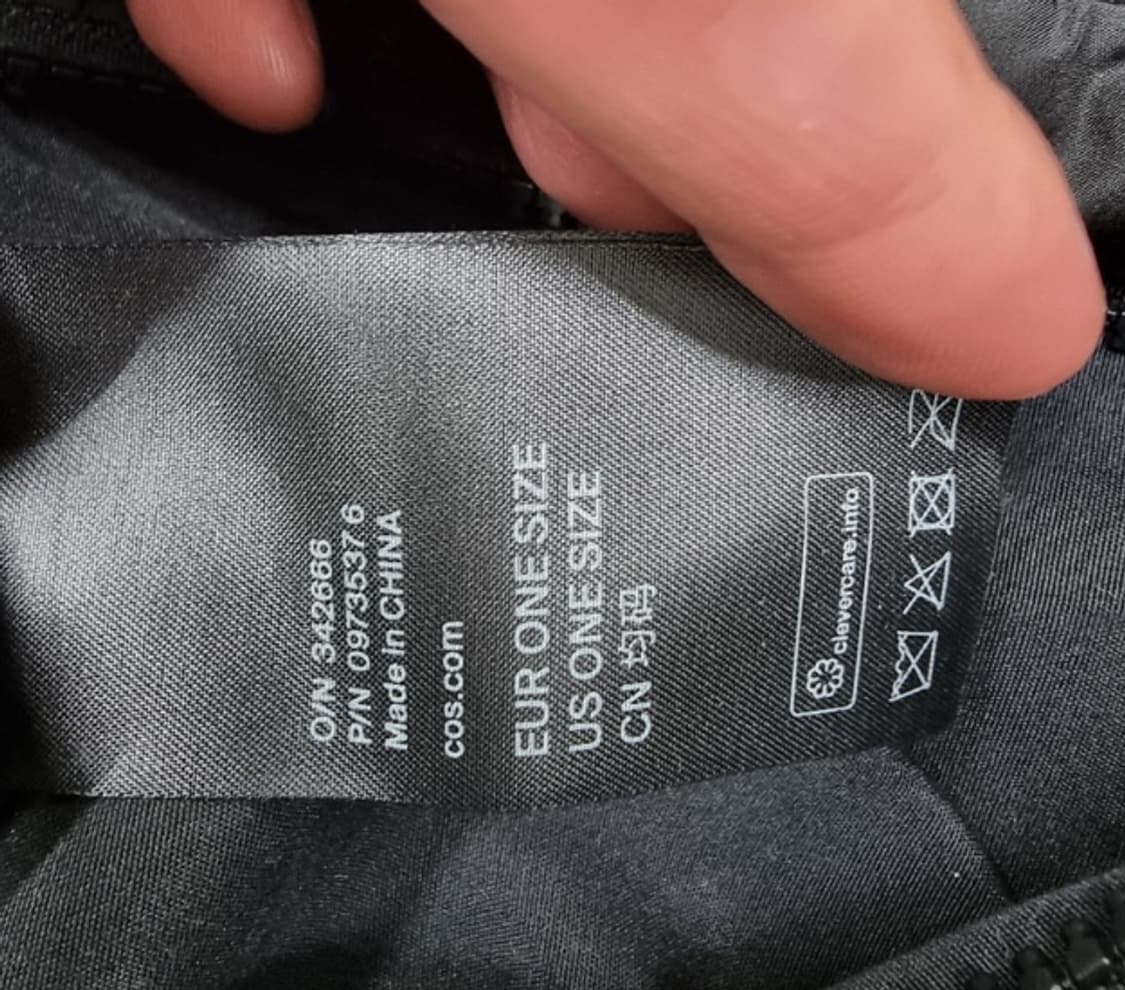 O/N 342666
P/N 0973537 6
Made in CHINA
cos.com
EUR ONE SIZE
US ONE SIZE
CN 均码
clevercare.info